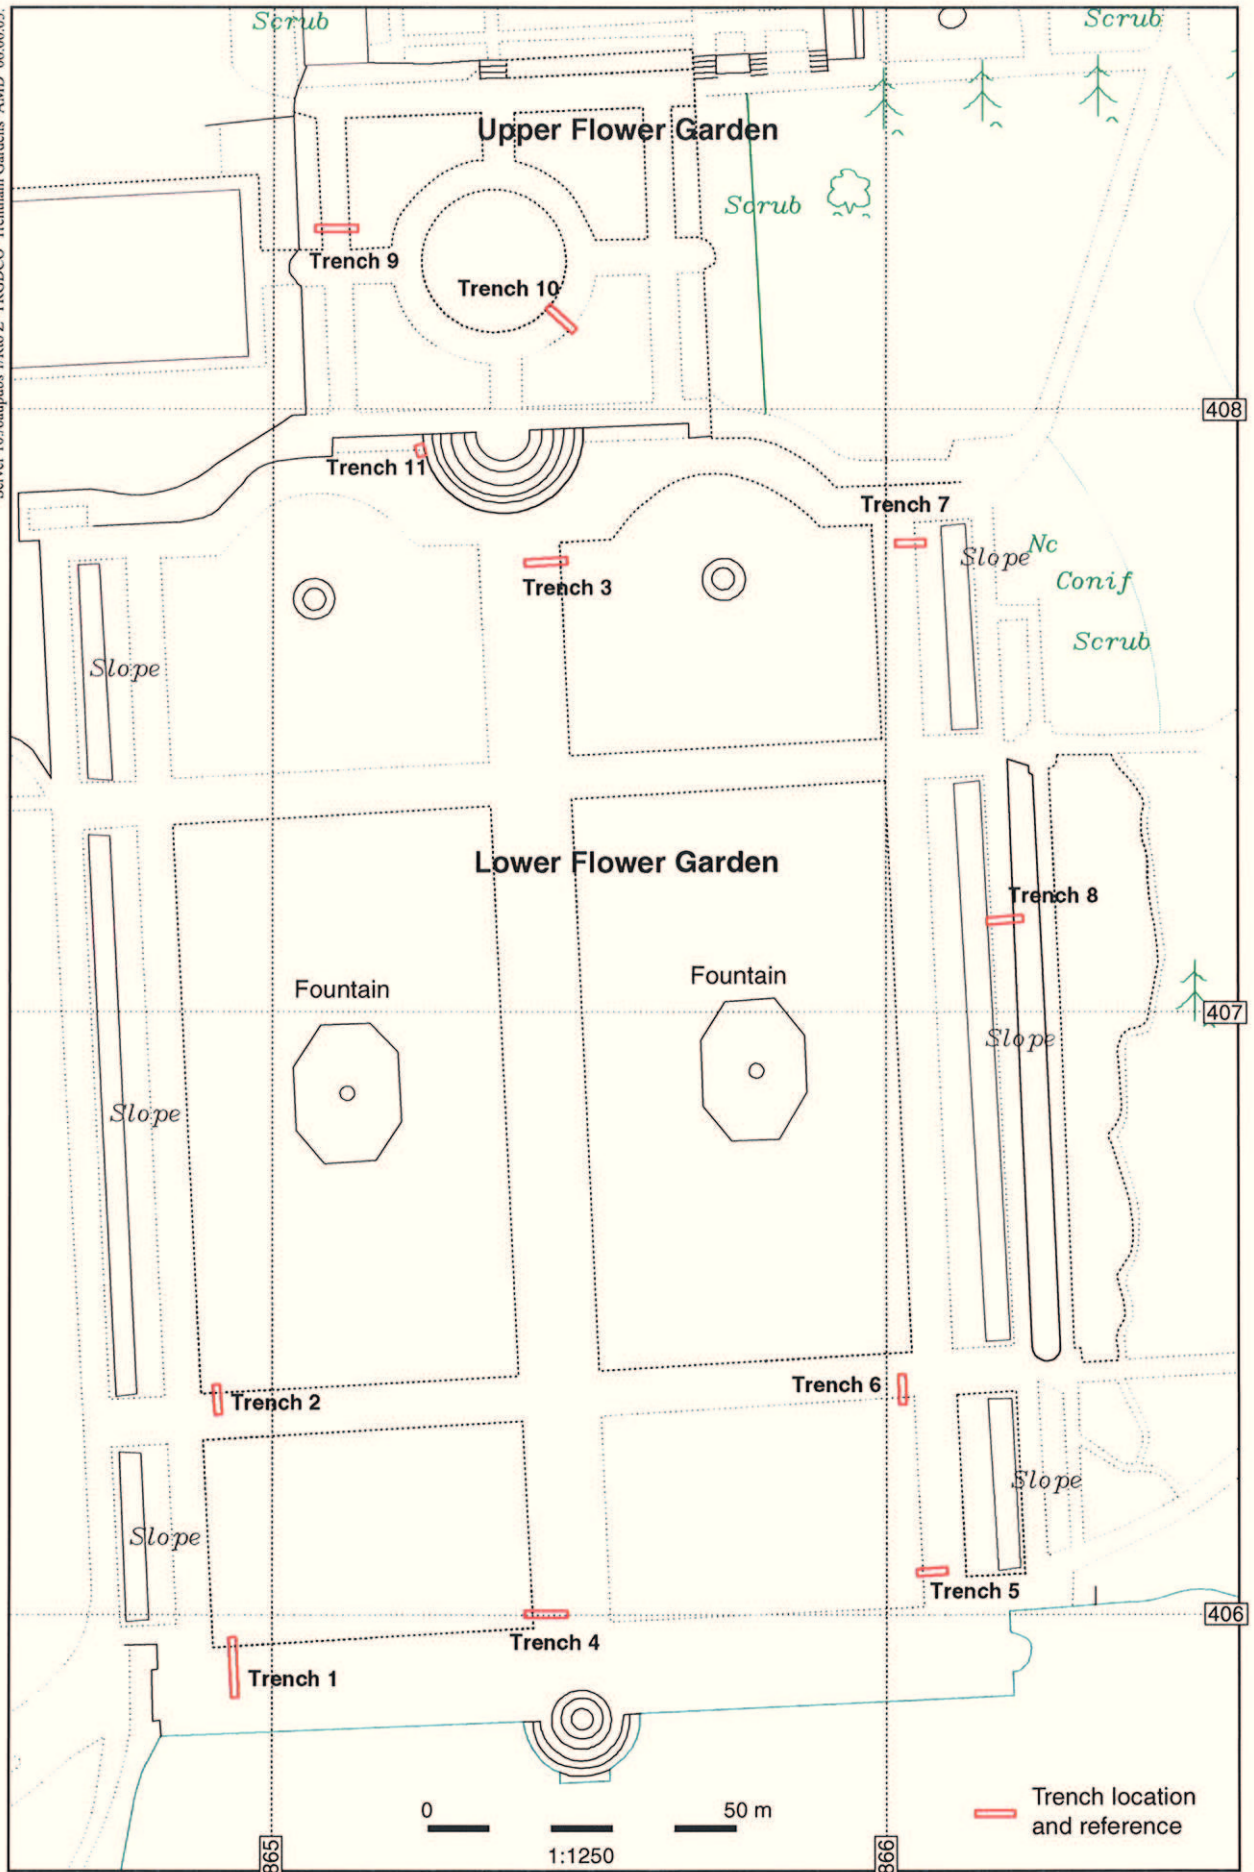 Scrub
Scrub
Upper Flower Garden
Scrub
Trench 9
Trench 10
408
Trench 11
Trench 7
Slope
Nc
Conif
Scrub
Trench 3
Slope
Lower Flower Garden
Trench 8
Fountain
Fountain
407
Slope
Slope
Trench 6
Trench 2
Slope
Slope
Trench 5
406
Trench 4
Trench 1
0 50 m
1:1250
Trench location
and reference
865
866